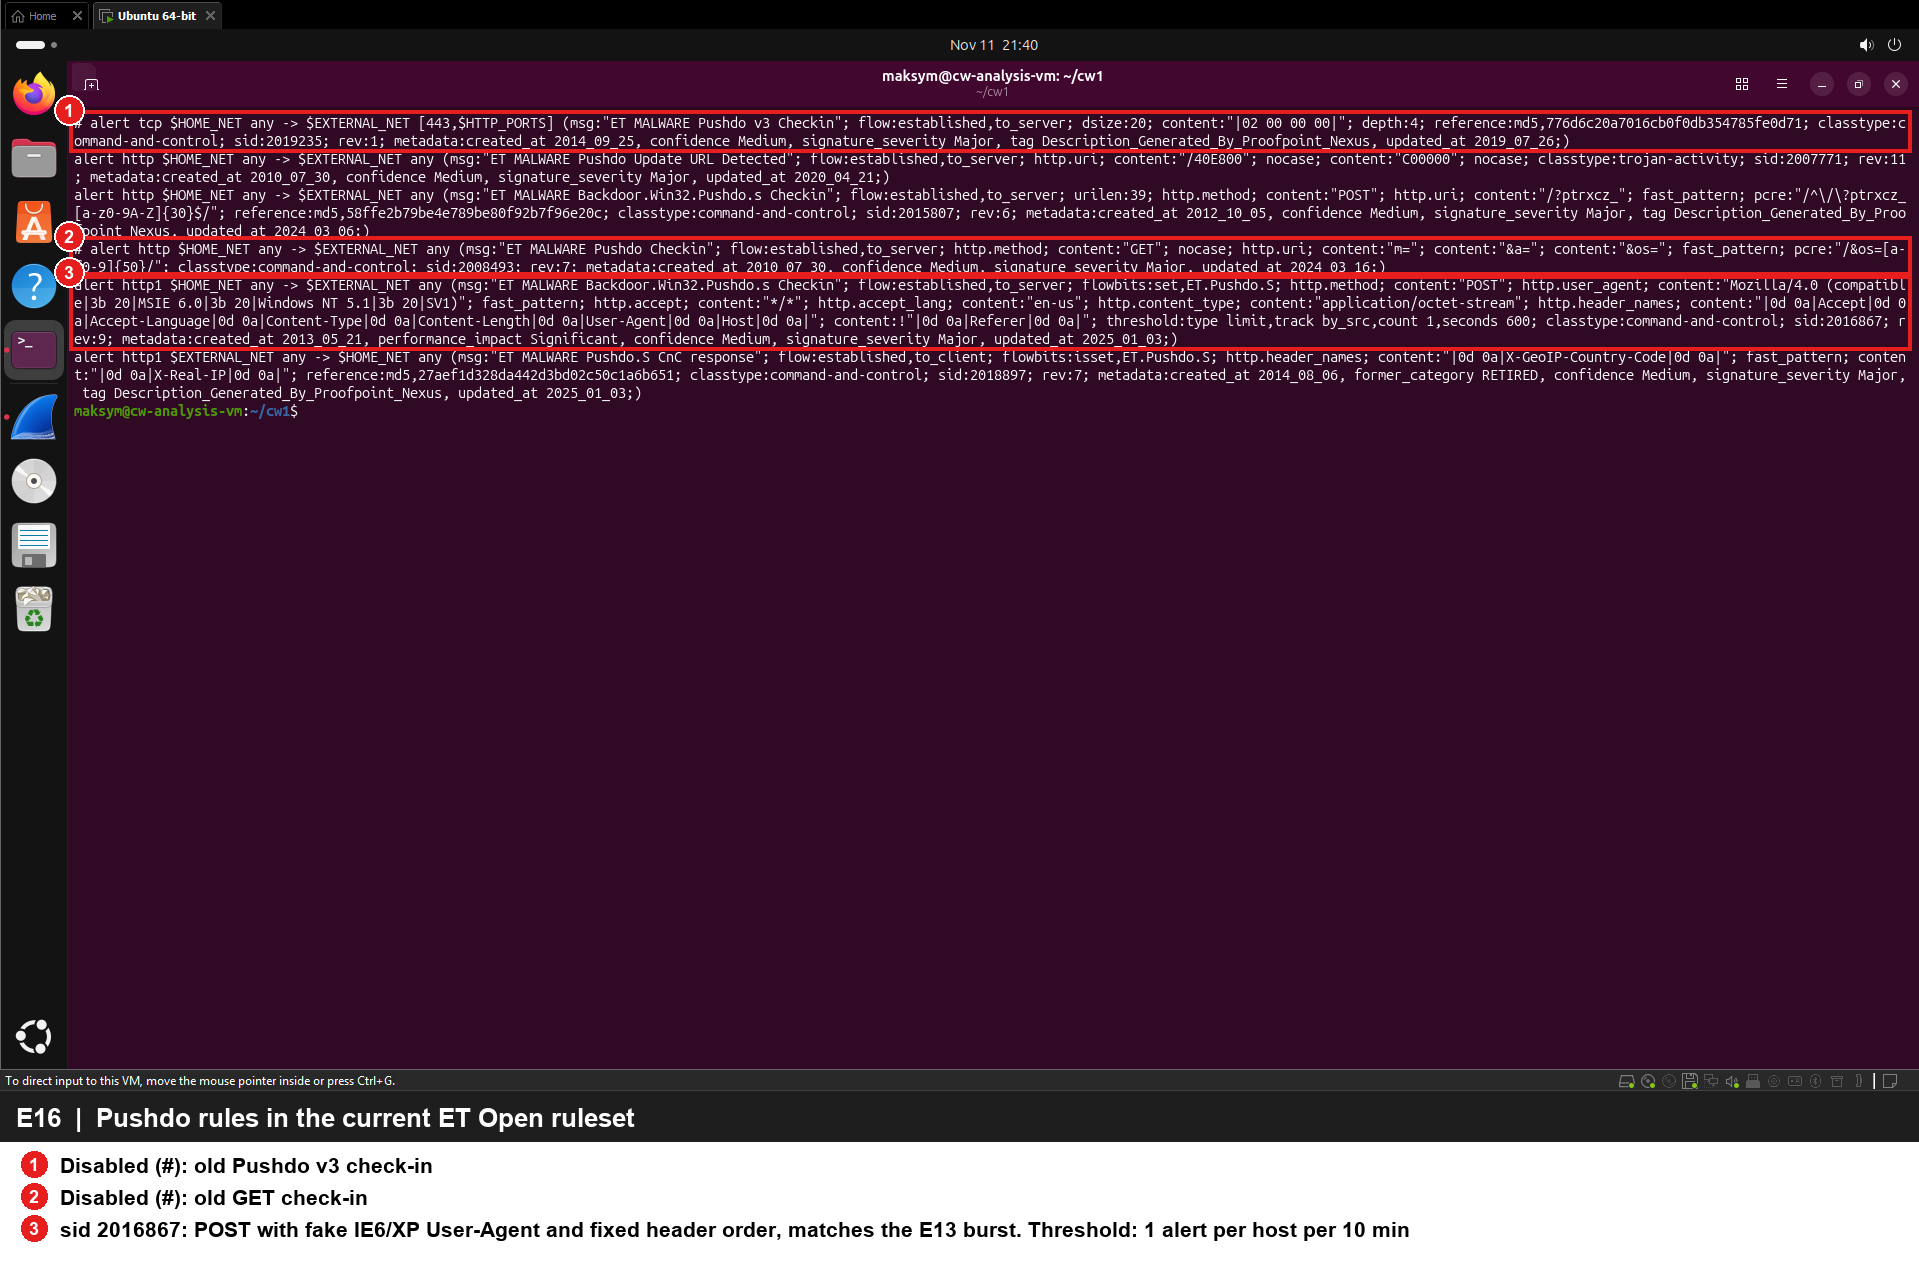 Home
Ubuntu 64-bit
Nov 11 21:40
maksym@cw-analysis-vm: ~/cw1
~/cw1
1
# alert tcp $HOME_NET any -> $EXTERNAL_NET [443,$HTTP_PORTS] (msg:"ET MALWARE Pushdo v3 Checkin"; flow:established,to_server; dsize:20; content:"|02 00 00 00|"; depth:4; reference:md5,776d6c20a7016cb0f0db354785fe0d71; classtype:c
ommand-and-control; sid:2019235; rev:1; metadata:created_at 2014_09_25, confidence Medium, signature_severity Major, tag Description_Generated_By_Proofpoint_Nexus, updated_at 2019_07_26;)
alert http $HOME_NET any -> $EXTERNAL_NET any (msg:"ET MALWARE Pushdo Update URL Detected"; flow:established,to_server; http.uri; content:"/40E800"; nocase; content:"C00000"; nocase; classtype:trojan-activity; sid:2007771; rev:11
; metadata:created_at 2010_07_30, confidence Medium, signature_severity Major, updated_at 2020_04_21;)
alert http $HOME_NET any -> $EXTERNAL_NET any (msg:"ET MALWARE Backdoor.Win32.Pushdo.s Checkin"; flow:established,to_server; urilen:39; http.method; content:"POST"; http.uri; content:"/?ptrxcz_"; fast_pattern; pcre:"/^\/\?ptrxcz_
[a-z0-9A-Z]{30}$/"; reference:md5,58ffe2b79be4e789be80f92b7f96e20c; classtype:command-and-control; sid:2015807; rev:6; metadata:created_at 2012_10_05, confidence Medium, signature_severity Major, tag Description_Generated_By_Proo
fpoint_Nexus, updated_at 2024_03_06;)
2
# alert http $HOME_NET any -> $EXTERNAL_NET any (msg:"ET MALWARE Pushdo Checkin"; flow:established,to_server; http.method; content:"GET"; nocase; http.uri; content:"m="; content:"&a="; content:"&os="; fast_pattern; pcre:"/&os=[a-
z0-9]{50}/"; classtype:command-and-control; sid:2008493; rev:7; metadata:created_at 2010_07_30, confidence Medium, signature_severity Major, updated_at 2024_03_16;)
3
alert http1 $HOME_NET any -> $EXTERNAL_NET any (msg:"ET MALWARE Backdoor.Win32.Pushdo.s Checkin"; flow:established,to_server; flowbits:set,ET.Pushdo.S; http.method; content:"POST"; http.user_agent; content:"Mozilla/4.0 (compatibl
e|3b 20|MSIE 6.0|3b 20|Windows NT 5.1|3b 20|SV1)"; fast_pattern; http.accept; content:"*/*"; http.accept_lang; content:"en-us"; http.content_type; content:"application/octet-stream"; http.header_names; content:"|0d 0a|Accept|0d 0
a|Accept-Language|0d 0a|Content-Type|0d 0a|Content-Length|0d 0a|User-Agent|0d 0a|Host|0d 0a|"; content:!"|0d 0a|Referer|0d 0a|"; threshold:type limit,track by_src,count 1,seconds 600; classtype:command-and-control; sid:2016867; r
ev:9; metadata:created_at 2013_05_21, performance_impact Significant, confidence Medium, signature_severity Major, updated_at 2025_01_03;)
alert http1 $EXTERNAL_NET any -> $HOME_NET any (msg:"ET MALWARE Pushdo.S CnC response"; flow:established,to_client; flowbits:isset,ET.Pushdo.S; http.header_names; content:"|0d 0a|X-GeoIP-Country-Code|0d 0a|"; fast_pattern; conten
t:"|0d 0a|X-Real-IP|0d 0a|"; reference:md5,27aef1d328da442d3bd02c50c1a6b651; classtype:command-and-control; sid:2018897; rev:7; metadata:created_at 2014_08_06, former_category RETIRED, confidence Medium, signature_severity Major,
tag Description_Generated_By_Proofpoint_Nexus, updated_at 2025_01_03;)
maksym@cw-analysis-vm:~/cw1$
To direct input to this VM, move the mouse pointer inside or press Ctrl+G.
E16 | Pushdo rules in the current ET Open ruleset
1 Disabled (#): old Pushdo v3 check-in
2 Disabled (#): old GET check-in
3 sid 2016867: POST with fake IE6/XP User-Agent and fixed header order, matches the E13 burst. Threshold: 1 alert per host per 10 min